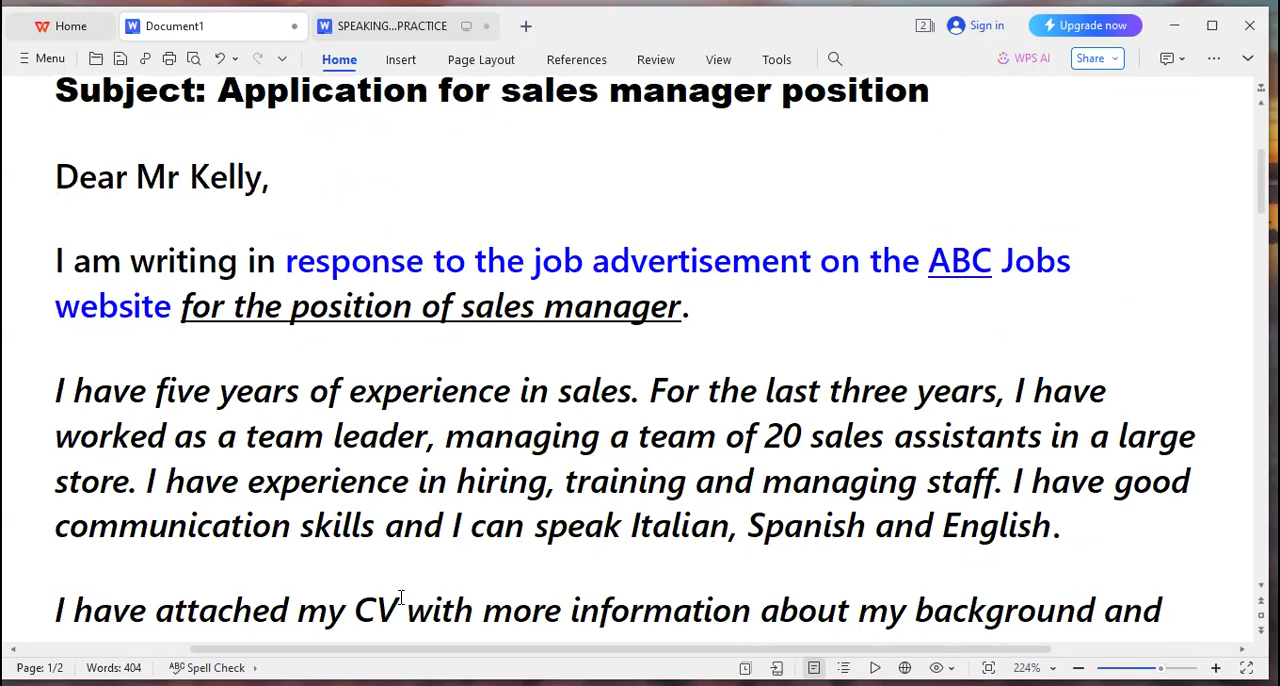 Home
Document1
SPEAKING...PRACTICE
2
Sign in
Upgrade now
Menu
Home
Insert
Page Layout
References
Review
View
Tools
WPS AI
Share
Subject: Application for sales manager position
Dear Mr Kelly,
I am writing in response to the job advertisement on the ABC Jobs
website for the position of sales manager.
I have five years of experience in sales. For the last three years, I have
worked as a team leader, managing a team of 20 sales assistants in a large
store. I have experience in hiring, training and managing staff. I have good
communication skills and I can speak Italian, Spanish and English.
I have attached my CV with more information about my background and
Page: 1/2
Words: 404
Spell Check
224%